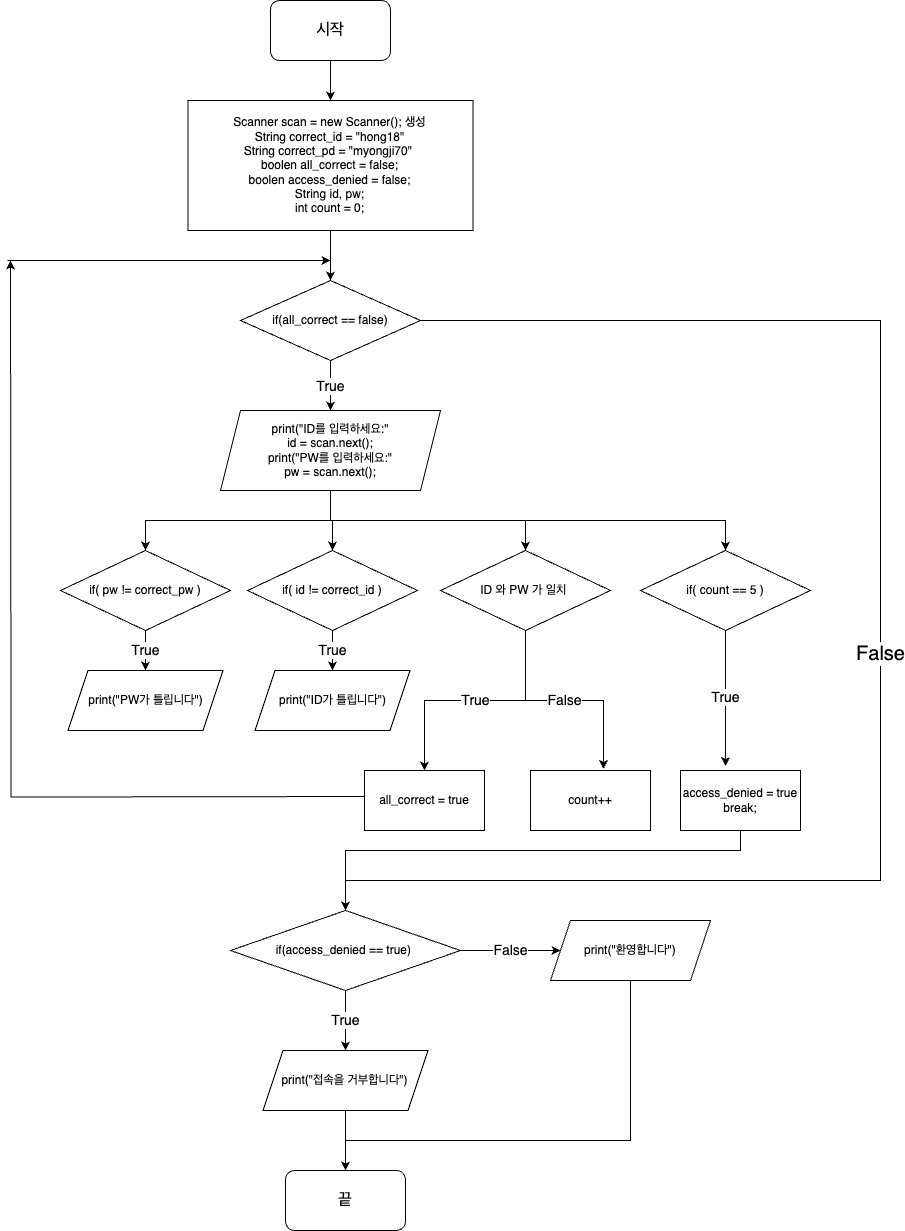 시작
Scanner scan = new Scanner(); 생성
String correct_id = "hong18"
String correct_pd = "myongji70"
boolen all_correct = false;
boolen access_denied = false;
String id, pw;
int count = 0;
if(all_correct == false)
True
print("ID를 입력하세요:"
id = scan.next();
print("PW를 입력하세요:"
pw = scan.next();
if( pw != correct_pw )
if( id != correct_id )
ID 와 PW 가 일치
if( count == 5 )
True
True
False
print("PW가 틀립니다")
print("ID가 틀립니다")
True
False
True
all_correct = true
count++
access_denied = true
break;
if(access_denied == true)
False
print("환영합니다")
True
print("접속을 거부합니다")
끝